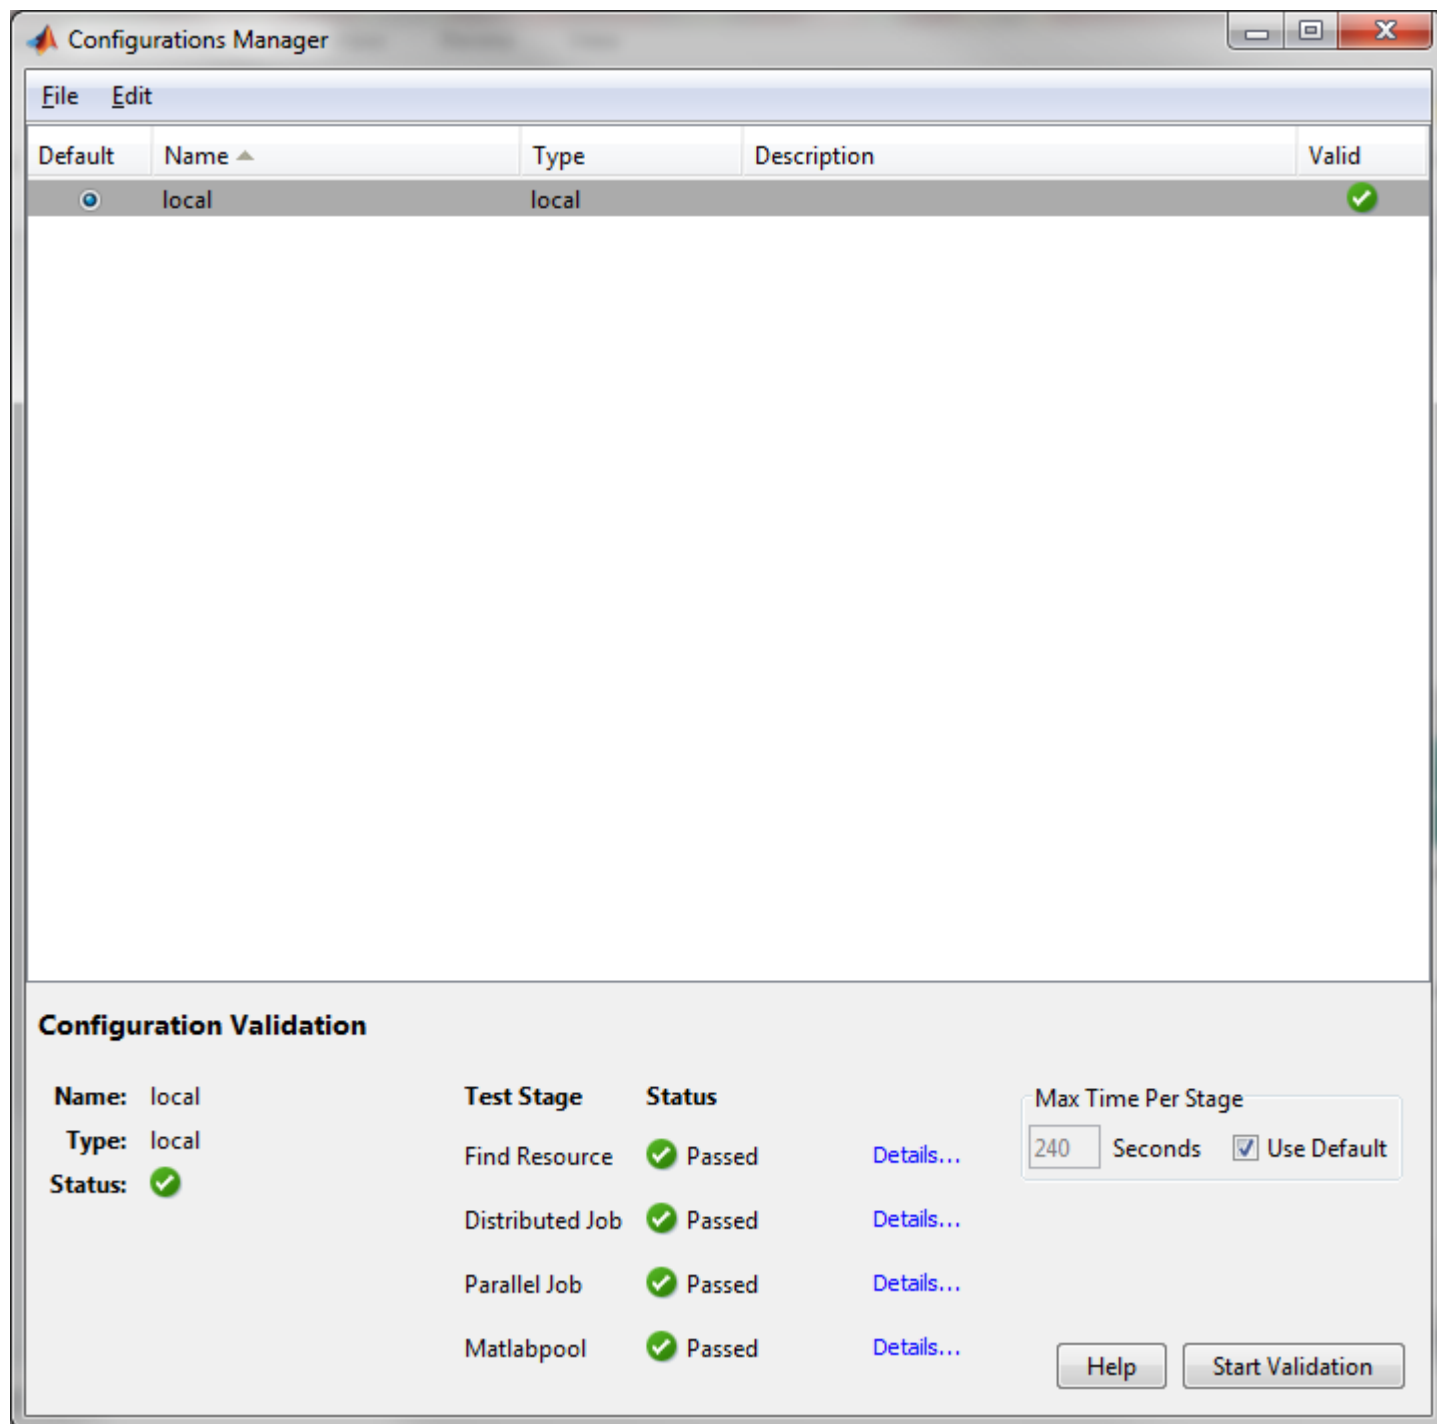 Configurations Manager
File Edit
Default Name Type Description Valid
local local
Configuration Validation
Name: local Test Stage Status Max Time Per Stage
Type: local Find Resource Passed Details... 240 Seconds Use Default
Status:
Distributed Job Passed Details...
Parallel Job Passed Details...
Matlabpool Passed Details...
Help Start Validation